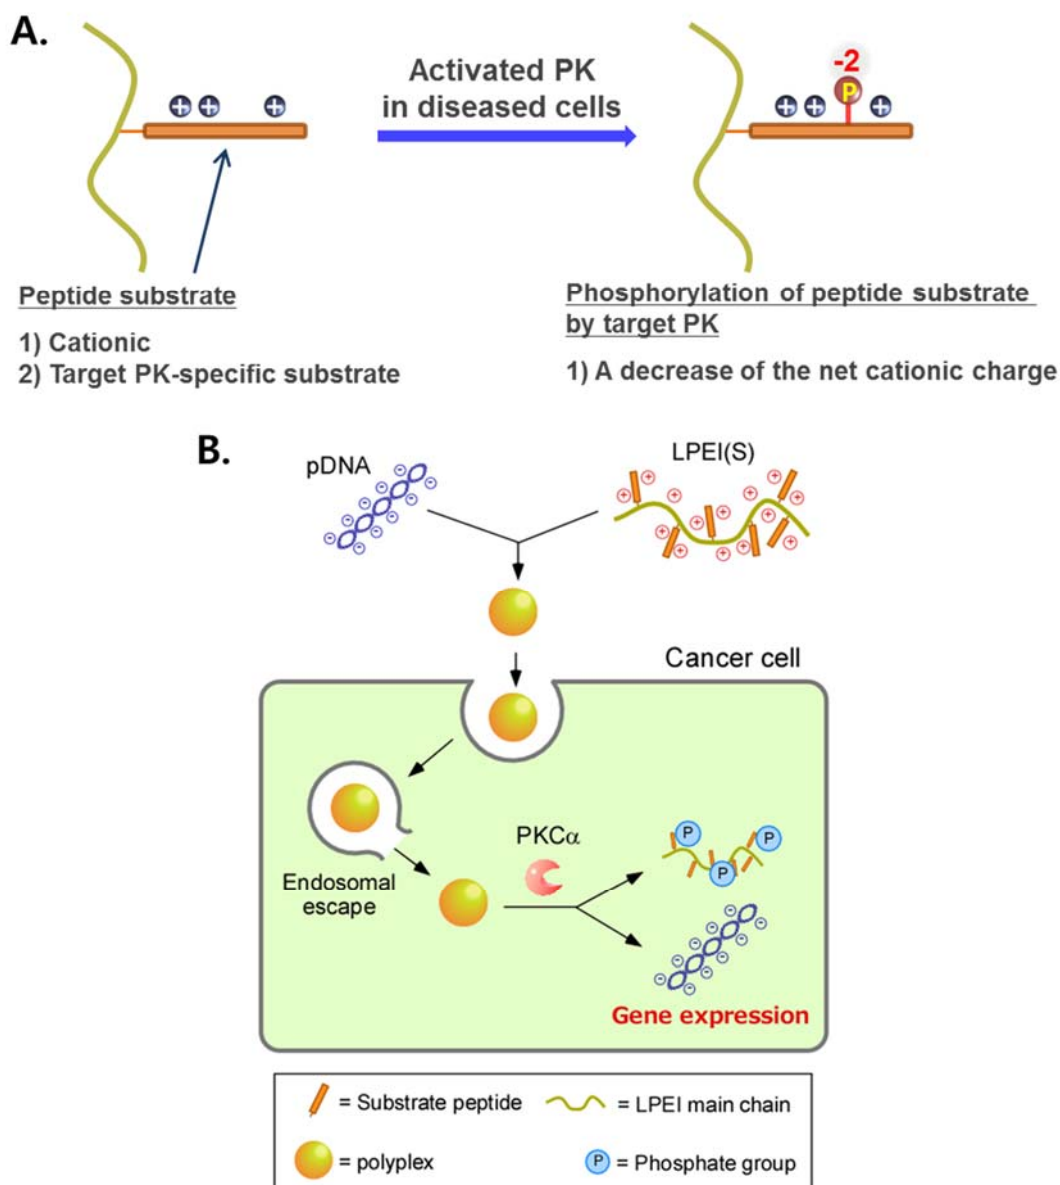 A.
Activated PK
in diseased cells
-2
P
Peptide substrate
1) Cationic
2) Target PK-specific substrate
Phosphorylation of peptide substrate
by target PK
1) A decrease of the net cationic charge
B.
pDNA
LPEI(S)
Cancer cell
PKCα
P
P
P
Endosomal
escape
Gene expression
= Substrate peptide
= LPEI main chain
= polyplex
P
= Phosphate group